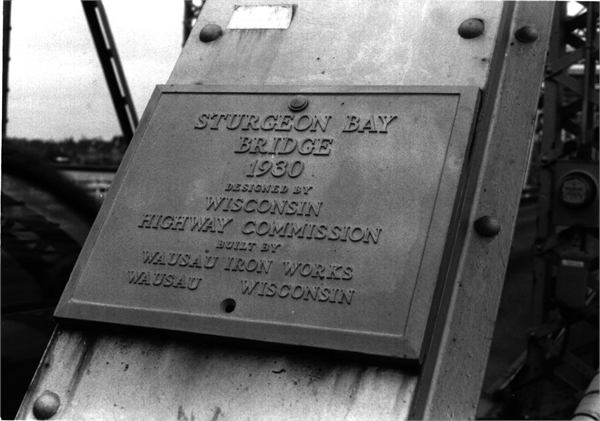 STURGEON BAY
BRIDGE
1930
DESIGNED BY
WISCONSIN
HIGHWAY COMMISSION
BUILT BY
WAUSAU IRON WORKS
WAUSAU WISCONSIN